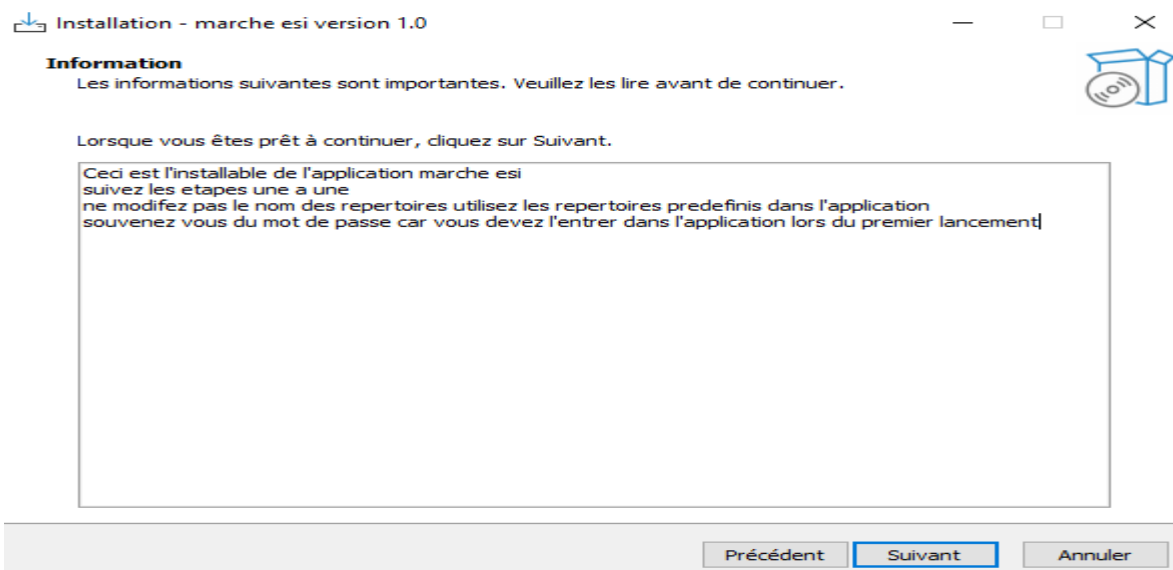 Installation - marche esi version 1.0
Information
Les informations suivantes sont importantes. Veuillez les lire avant de continuer.
Lorsque vous êtes prêt à continuer, cliquez sur Suivant.
Ceci est l'installable de l'application marche esi
suivez les etapes une a une
ne modifez pas le nom des repertoires utilisez les repertoires predefinis dans l'application
souvenez vous du mot de passe car vous devez l'entrer dans l'application lors du premier lancement
Précédent Suivant Annuler